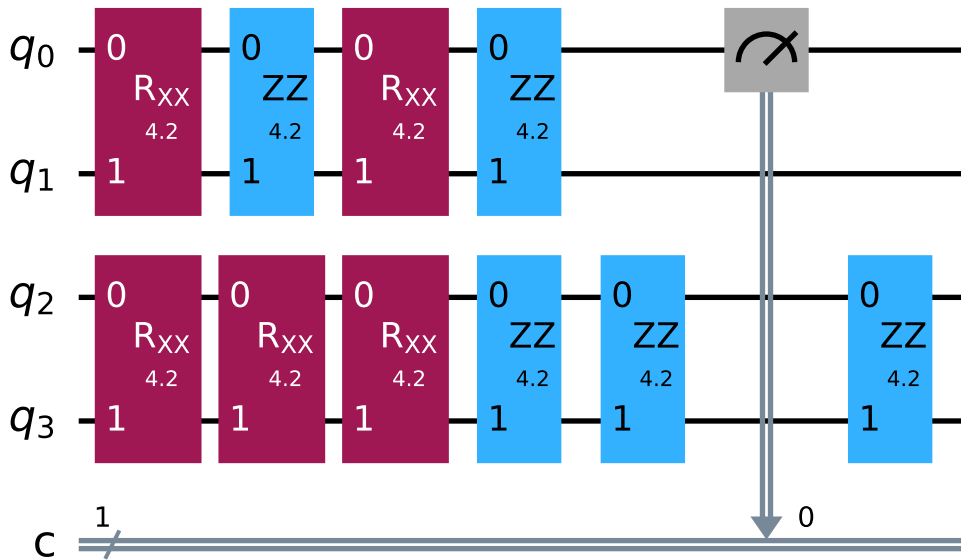 q0 0 0 0 0
RXX ZZ RXX ZZ
4.2 4.2 4.2 4.2
q1 1 1 1 1
q2 0 0 0 0 0 0
RXX RXX RXX ZZ ZZ ZZ
4.2 4.2 4.2 4.2 4.2 4.2
q3 1 1 1 1 1 1
1 0
c